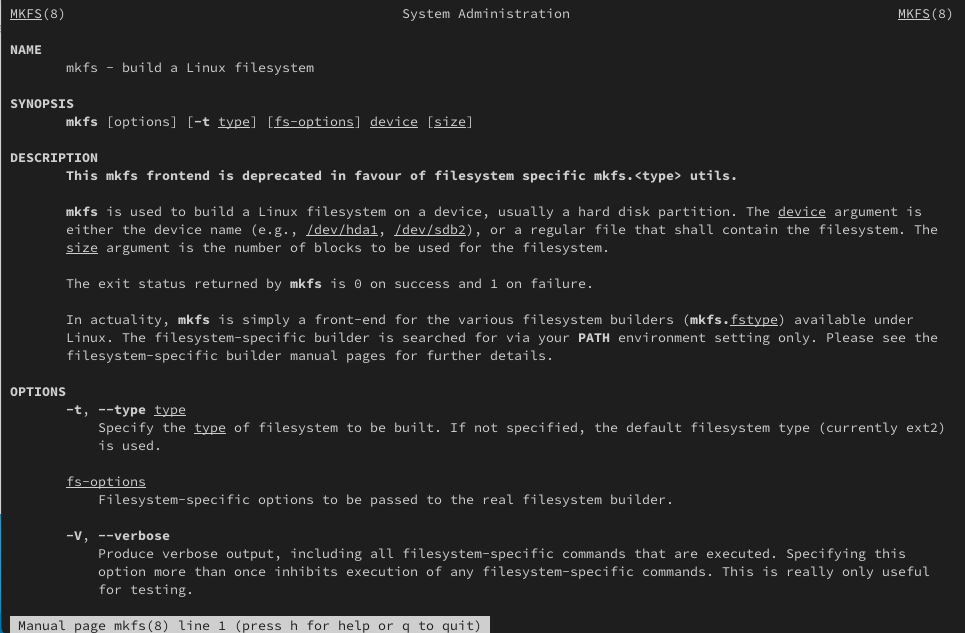 MKFS(8) System Administration MKFS(8)
NAME
mkfs - build a Linux filesystem
SYNOPSIS
mkfs [options] [-t type] [fs-options] device [size]
DESCRIPTION
This mkfs frontend is deprecated in favour of filesystem specific mkfs.<type> utils.
mkfs is used to build a Linux filesystem on a device, usually a hard disk partition. The device argument is
either the device name (e.g., /dev/hda1, /dev/sdb2), or a regular file that shall contain the filesystem. The
size argument is the number of blocks to be used for the filesystem.
The exit status returned by mkfs is 0 on success and 1 on failure.
In actuality, mkfs is simply a front-end for the various filesystem builders (mkfs.fstype) available under
Linux. The filesystem-specific builder is searched for via your PATH environment setting only. Please see the
filesystem-specific builder manual pages for further details.
OPTIONS
-t, --type type
Specify the type of filesystem to be built. If not specified, the default filesystem type (currently ext2)
is used.
fs-options
Filesystem-specific options to be passed to the real filesystem builder.
-V, --verbose
Produce verbose output, including all filesystem-specific commands that are executed. Specifying this
option more than once inhibits execution of any filesystem-specific commands. This is really only useful
for testing.
Manual page mkfs(8) line 1 (press h for help or q to quit)